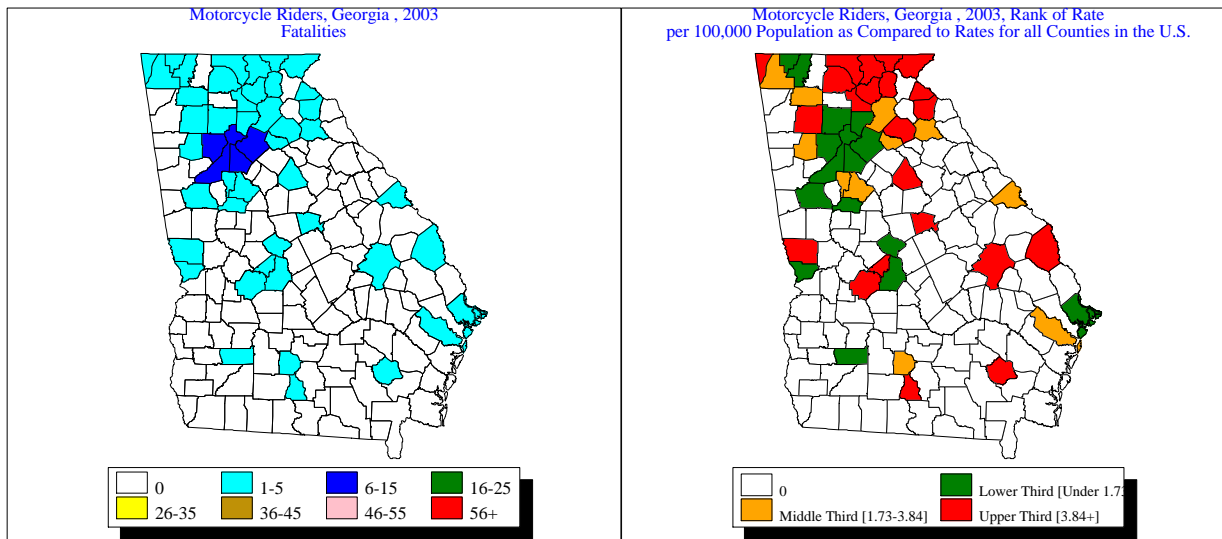 Motorcycle Riders, Georgia , 2003
Fatalities
0
1-5
6-15
16-25
26-35
36-45
46-55
56+
Motorcycle Riders, Georgia , 2003, Rank of Rate
per 100,000 Population as Compared to Rates for all Counties in the U.S.
0
Lower Third [Under 1.73
Middle Third [1.73-3.84]
Upper Third [3.84+]